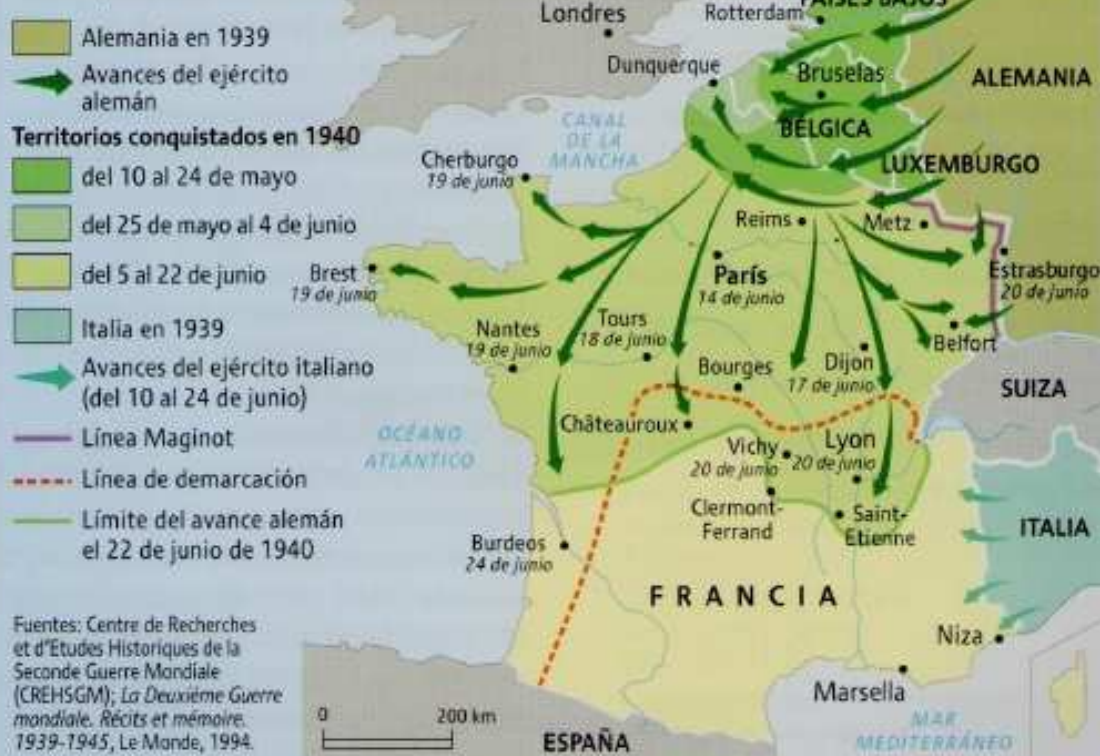 Alemania en 1939
Avances del ejército
alemán
Territorios conquistados en 1940
del 10 al 24 de mayo
del 25 de mayo al 4 de junio
del 5 al 22 de junio
Italia en 1939
Avances del ejército italiano
(del 10 al 24 de junio)
Línea Maginot
Línea de demarcación
Límite del avance alemán
el 22 de junio de 1940
Fuentes: Centre de Recherches
et d'Etudes Historiques de la
Seconde Guerre Mondiale
(CREHSGM); La Deuxième Guerre
mondiale. Récits et mémoire.
1939-1945, Le Monde, 1994.
Londres
Rotterdam
PAÍSES BAJOS
Dunquerque
Bruselas
ALEMANIA
BÉLGICA
CANAL
DE LA
MANCHA
Cherburgo
19 de junio
LUXEMBURGO
Reims
Metz
Brest
19 de junio
París
14 de junio
Estrasburgo
20 de junio
Nantes
19 de junio
Tours
18 de junio
Belfort
Bourges
Dijon
17 de junio
SUIZA
Châteauroux
OCÉANO
ATLÁNTICO
Vichy
20 de junio
Lyon
20 de junio
Clermont-
Ferrand
Saint-
Etienne
ITALIA
Burdeos
24 de junio
FRANCIA
Niza
Marsella
0 200 km
ESPAÑA
MAR
MEDITERRÁNEO